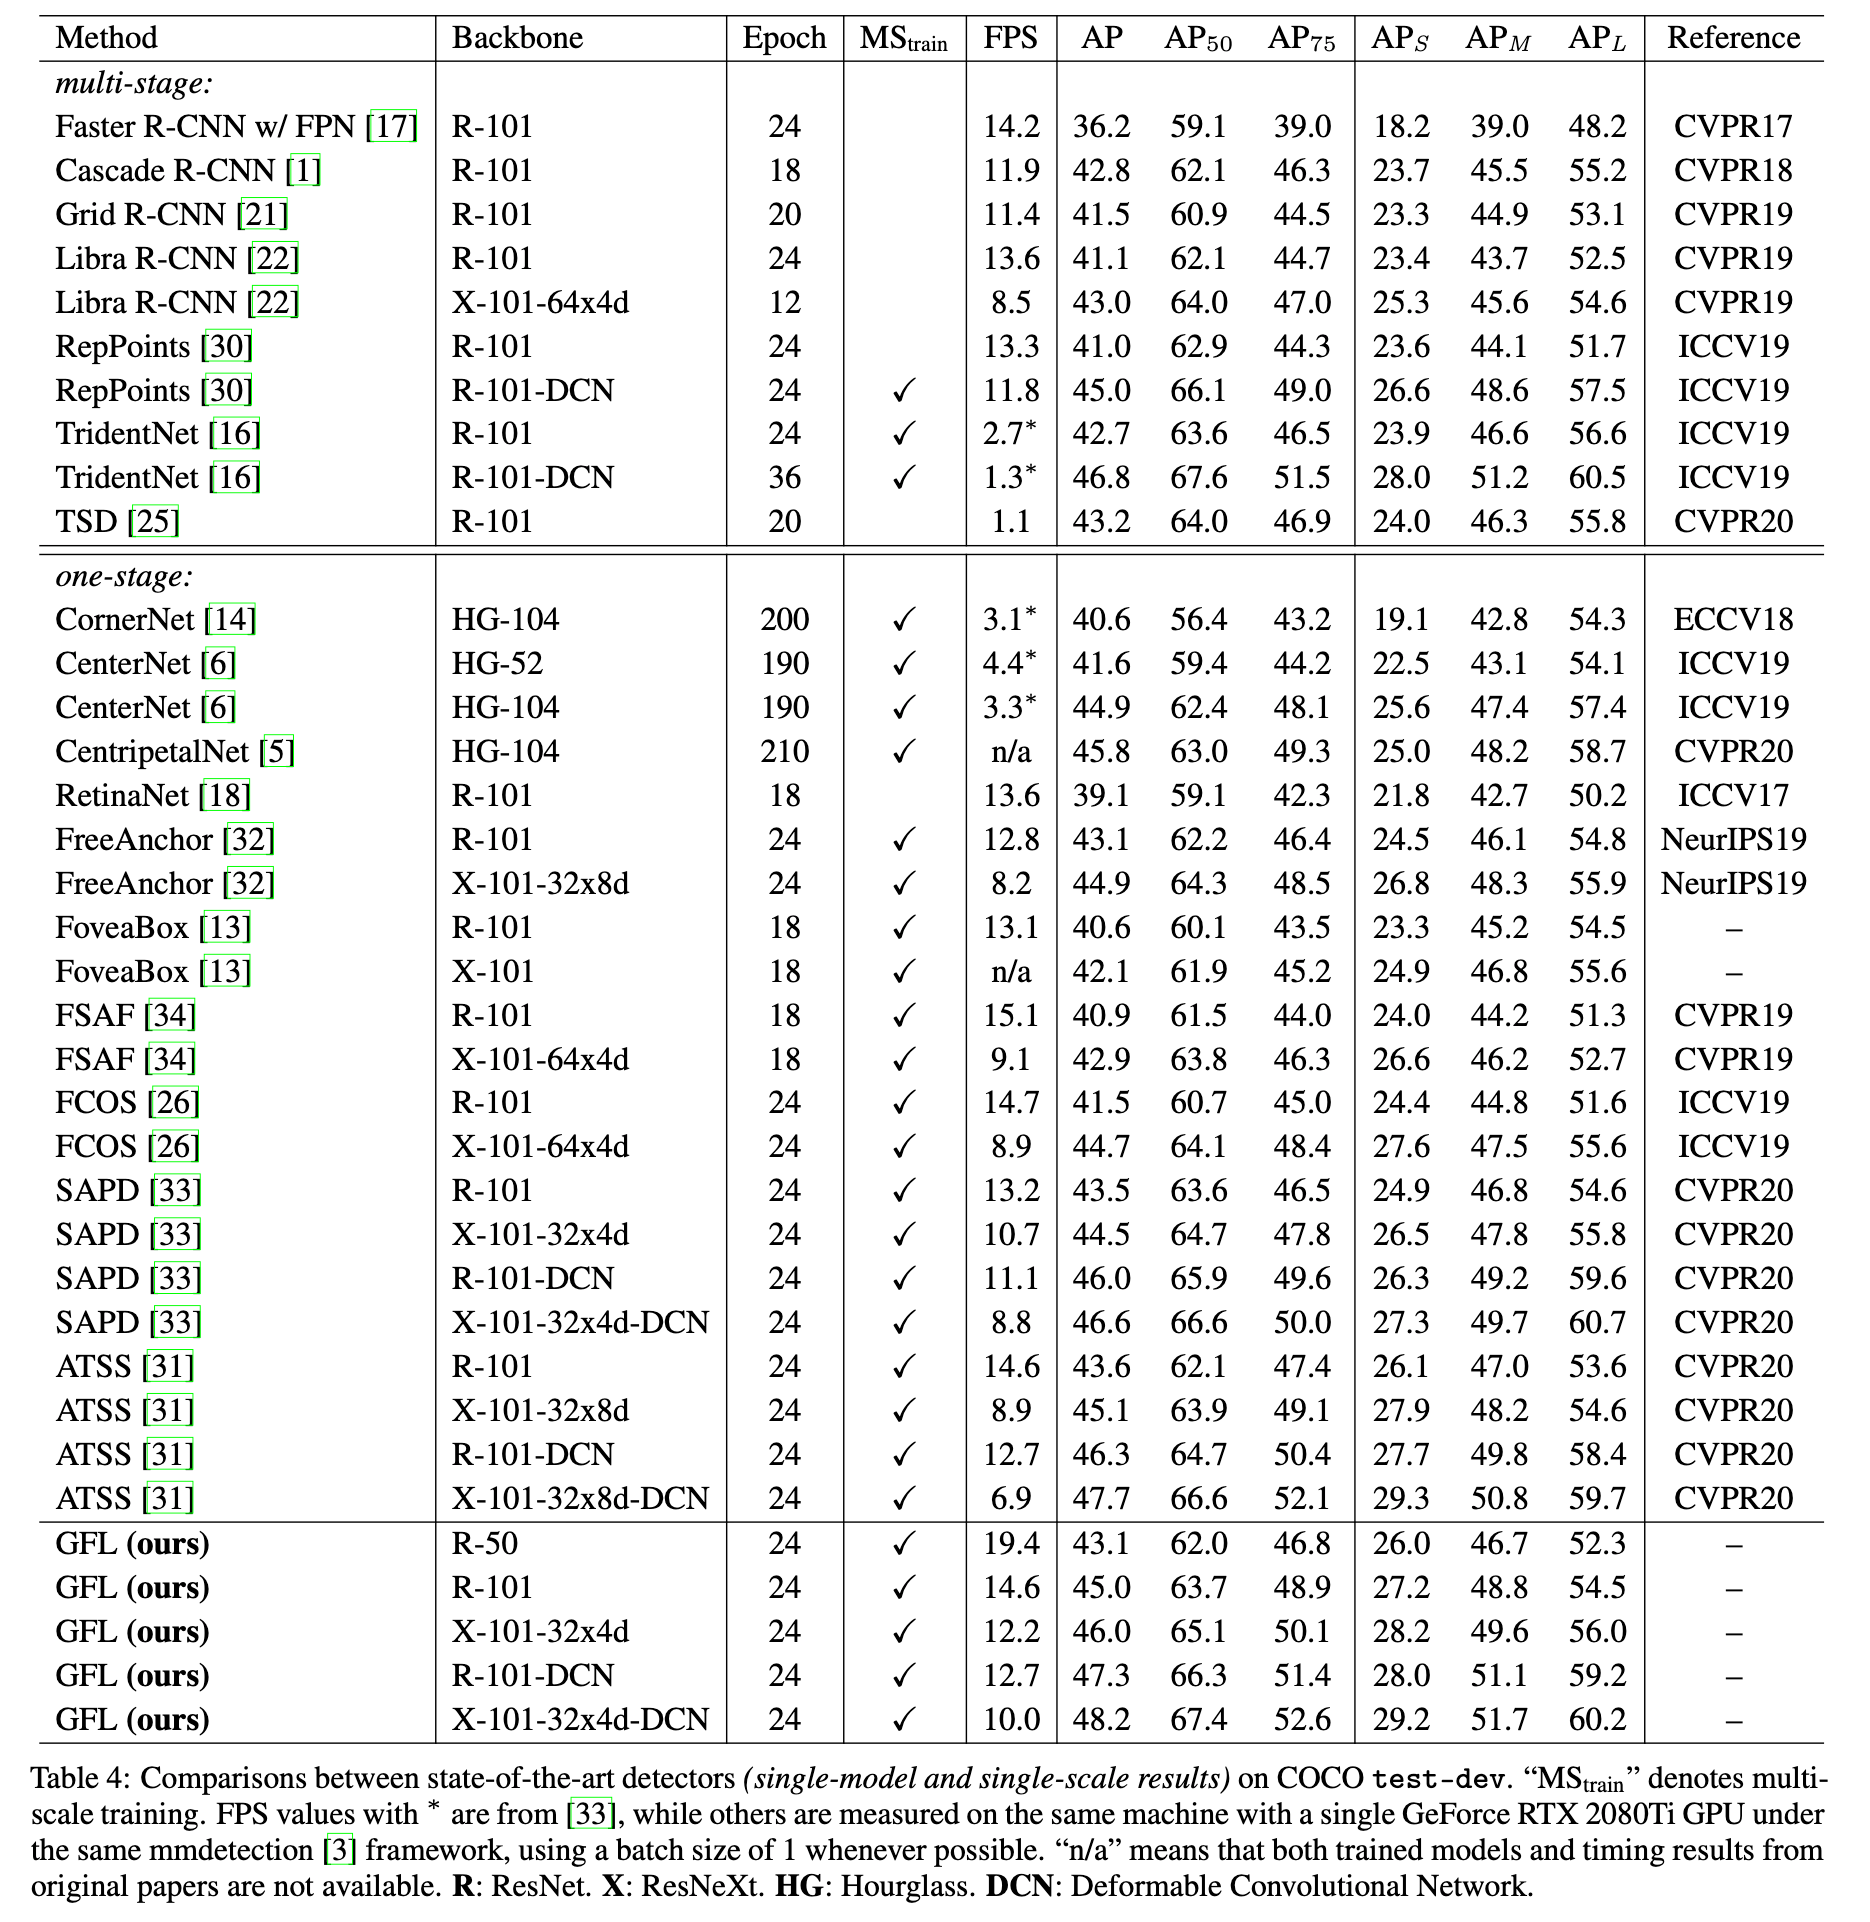 Method Backbone Epoch MStrain FPS AP AP50 AP75 APS APM APL Reference
multi-stage:
Faster R-CNN w/ FPN [17] R-101 24 14.2 36.2 59.1 39.0 18.2 39.0 48.2 CVPR17
Cascade R-CNN [1] R-101 18 11.9 42.8 62.1 46.3 23.7 45.5 55.2 CVPR18
Grid R-CNN [21] R-101 20 11.4 41.5 60.9 44.5 23.3 44.9 53.1 CVPR19
Libra R-CNN [22] R-101 24 13.6 41.1 62.1 44.7 23.4 43.7 52.5 CVPR19
Libra R-CNN [22] X-101-64x4d 12 8.5 43.0 64.0 47.0 25.3 45.6 54.6 CVPR19
RepPoints [30] R-101 24 13.3 41.0 62.9 44.3 23.6 44.1 51.7 ICCV19
RepPoints [30] R-101-DCN 24 ✓ 11.8 45.0 66.1 49.0 26.6 48.6 57.5 ICCV19
TridentNet [16] R-101 24 ✓ 2.7* 42.7 63.6 46.5 23.9 46.6 56.6 ICCV19
TridentNet [16] R-101-DCN 36 ✓ 1.3* 46.8 67.6 51.5 28.0 51.2 60.5 ICCV19
TSD [25] R-101 20 1.1 43.2 64.0 46.9 24.0 46.3 55.8 CVPR20
one-stage:
CornerNet [14] HG-104 200 ✓ 3.1* 40.6 56.4 43.2 19.1 42.8 54.3 ECCV18
CenterNet [6] HG-52 190 ✓ 4.4* 41.6 59.4 44.2 22.5 43.1 54.1 ICCV19
CenterNet [6] HG-104 190 ✓ 3.3* 44.9 62.4 48.1 25.6 47.4 57.4 ICCV19
CentripetalNet [5] HG-104 210 ✓ n/a 45.8 63.0 49.3 25.0 48.2 58.7 CVPR20
RetinaNet [18] R-101 18 13.6 39.1 59.1 42.3 21.8 42.7 50.2 ICCV17
FreeAnchor [32] R-101 24 ✓ 12.8 43.1 62.2 46.4 24.5 46.1 54.8 NeurIPS19
FreeAnchor [32] X-101-32x8d 24 ✓ 8.2 44.9 64.3 48.5 26.8 48.3 55.9 NeurIPS19
FoveaBox [13] R-101 18 ✓ 13.1 40.6 60.1 43.5 23.3 45.2 54.5 –
FoveaBox [13] X-101 18 ✓ n/a 42.1 61.9 45.2 24.9 46.8 55.6 –
FSAF [34] R-101 18 ✓ 15.1 40.9 61.5 44.0 24.0 44.2 51.3 CVPR19
FSAF [34] X-101-64x4d 18 ✓ 9.1 42.9 63.8 46.3 26.6 46.2 52.7 CVPR19
FCOS [26] R-101 24 ✓ 14.7 41.5 60.7 45.0 24.4 44.8 51.6 ICCV19
FCOS [26] X-101-64x4d 24 ✓ 8.9 44.7 64.1 48.4 27.6 47.5 55.6 ICCV19
SAPD [33] R-101 24 ✓ 13.2 43.5 63.6 46.5 24.9 46.8 54.6 CVPR20
SAPD [33] X-101-32x4d 24 ✓ 10.7 44.5 64.7 47.8 26.5 47.8 55.8 CVPR20
SAPD [33] R-101-DCN 24 ✓ 11.1 46.0 65.9 49.6 26.3 49.2 59.6 CVPR20
SAPD [33] X-101-32x4d-DCN 24 ✓ 8.8 46.6 66.6 50.0 27.3 49.7 60.7 CVPR20
ATSS [31] R-101 24 ✓ 14.6 43.6 62.1 47.4 26.1 47.0 53.6 CVPR20
ATSS [31] X-101-32x8d 24 ✓ 8.9 45.1 63.9 49.1 27.9 48.2 54.6 CVPR20
ATSS [31] R-101-DCN 24 ✓ 12.7 46.3 64.7 50.4 27.7 49.8 58.4 CVPR20
ATSS [31] X-101-32x8d-DCN 24 ✓ 6.9 47.7 66.6 52.1 29.3 50.8 59.7 CVPR20
GFL (ours) R-50 24 ✓ 19.4 43.1 62.0 46.8 26.0 46.7 52.3 –
GFL (ours) R-101 24 ✓ 14.6 45.0 63.7 48.9 27.2 48.8 54.5 –
GFL (ours) X-101-32x4d 24 ✓ 12.2 46.0 65.1 50.1 28.2 49.6 56.0 –
GFL (ours) R-101-DCN 24 ✓ 12.7 47.3 66.3 51.4 28.0 51.1 59.2 –
GFL (ours) X-101-32x4d-DCN 24 ✓ 10.0 48.2 67.4 52.6 29.2 51.7 60.2 –
Table 4: Comparisons between state-of-the-art detectors (single-model and single-scale results) on COCO test-dev. “MStrain” denotes multi-
scale training. FPS values with * are from [33], while others are measured on the same machine with a single GeForce RTX 2080Ti GPU under
the same mmdetection [3] framework, using a batch size of 1 whenever possible. “n/a” means that both trained models and timing results from
original papers are not available. R: ResNet. X: ResNeXt. HG: Hourglass. DCN: Deformable Convolutional Network.